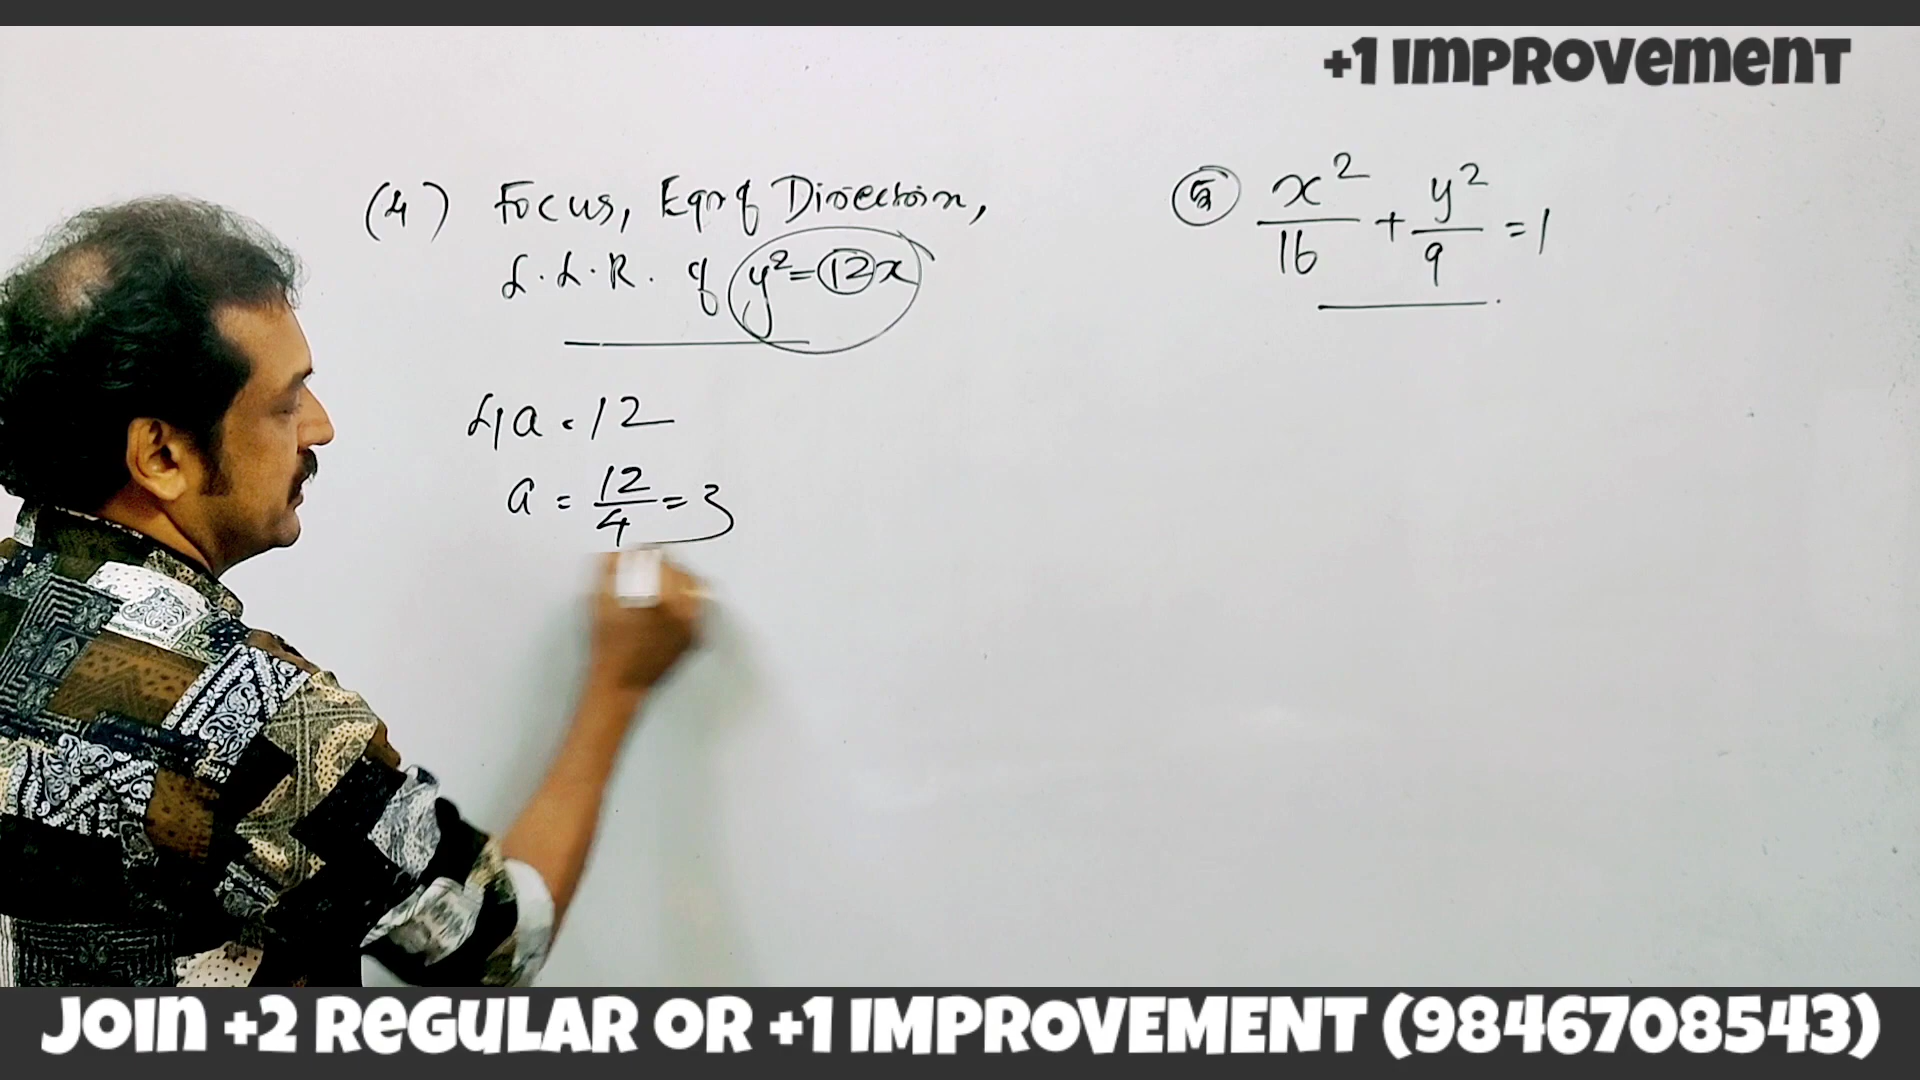 +1 IMPROVEMENT
(4) Focus, Eqn of Direction,
L.L.R. of y²=12x
4a = 12
a = 12/4 = 3
5 x²/16 + y²/9 = 1
JOIN +2 REGULAR OR +1 IMPROVEMENT (9846708543)